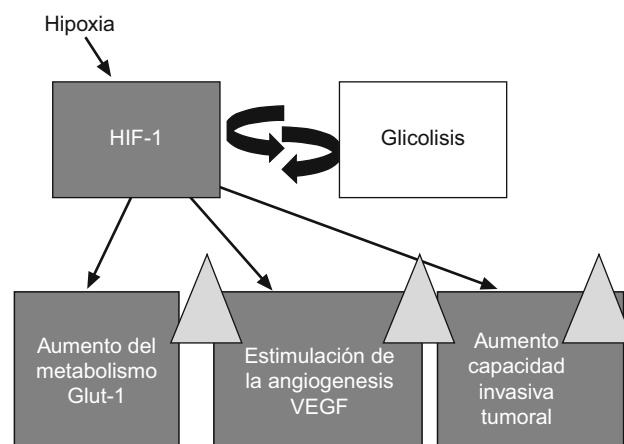 Hipoxia
HIF-1
Glicolisis
Aumento del
metabolismo
Glut-1
Estimulación de
la angiogenesis
VEGF
Aumento
capacidad
invasiva
tumoral